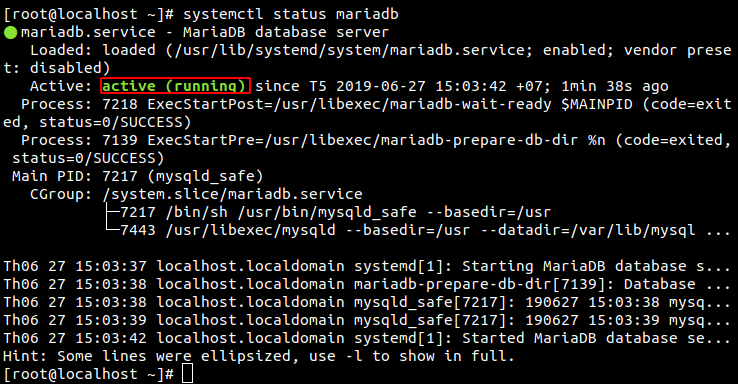 [root@localhost ~]# systemctl status mariadb
● mariadb.service - MariaDB database server
   Loaded: loaded (/usr/lib/systemd/system/mariadb.service; enabled; vendor prese
t: disabled)
   Active: active (running) since T5 2019-06-27 15:03:42 +07; 1min 38s ago
  Process: 7218 ExecStartPost=/usr/libexec/mariadb-wait-ready $MAINPID (code=exit
ed, status=0/SUCCESS)
  Process: 7139 ExecStartPre=/usr/libexec/mariadb-prepare-db-dir %n (code=exited,
 status=0/SUCCESS)
 Main PID: 7217 (mysqld_safe)
   CGroup: /system.slice/mariadb.service
           ├─7217 /bin/sh /usr/bin/mysqld_safe --basedir=/usr
           └─7443 /usr/libexec/mysqld --basedir=/usr --datadir=/var/lib/mysql ...

Th06 27 15:03:37 localhost.localdomain systemd[1]: Starting MariaDB database s...
Th06 27 15:03:38 localhost.localdomain mariadb-prepare-db-dir[7139]: Database ...
Th06 27 15:03:38 localhost.localdomain mysqld_safe[7217]: 190627 15:03:38 mysq...
Th06 27 15:03:39 localhost.localdomain mysqld_safe[7217]: 190627 15:03:39 mysq...
Th06 27 15:03:42 localhost.localdomain systemd[1]: Started MariaDB database se...
Hint: Some lines were ellipsized, use -l to show in full.
[root@localhost ~]#